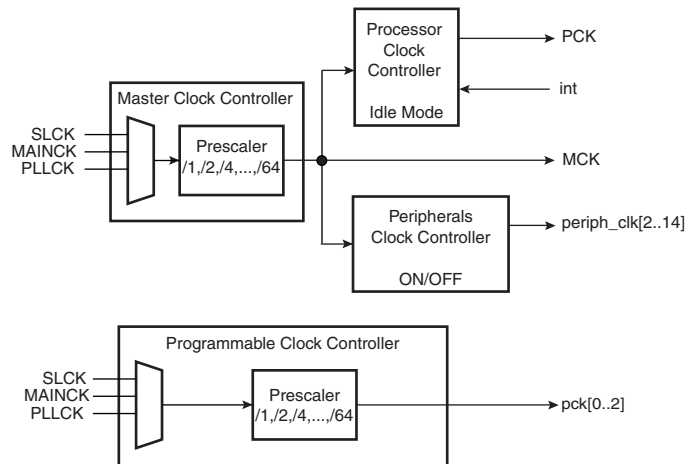 Processor
Clock
Controller
Idle Mode
PCK
int
Master Clock Controller
SLCK
MAINCK
PLLCK
Prescaler
/1,/2,/4,...,/64
MCK
Peripherals
Clock Controller
ON/OFF
periph_clk[2..14]
Programmable Clock Controller
SLCK
MAINCK
PLLCK
Prescaler
/1,/2,/4,...,/64
pck[0..2]